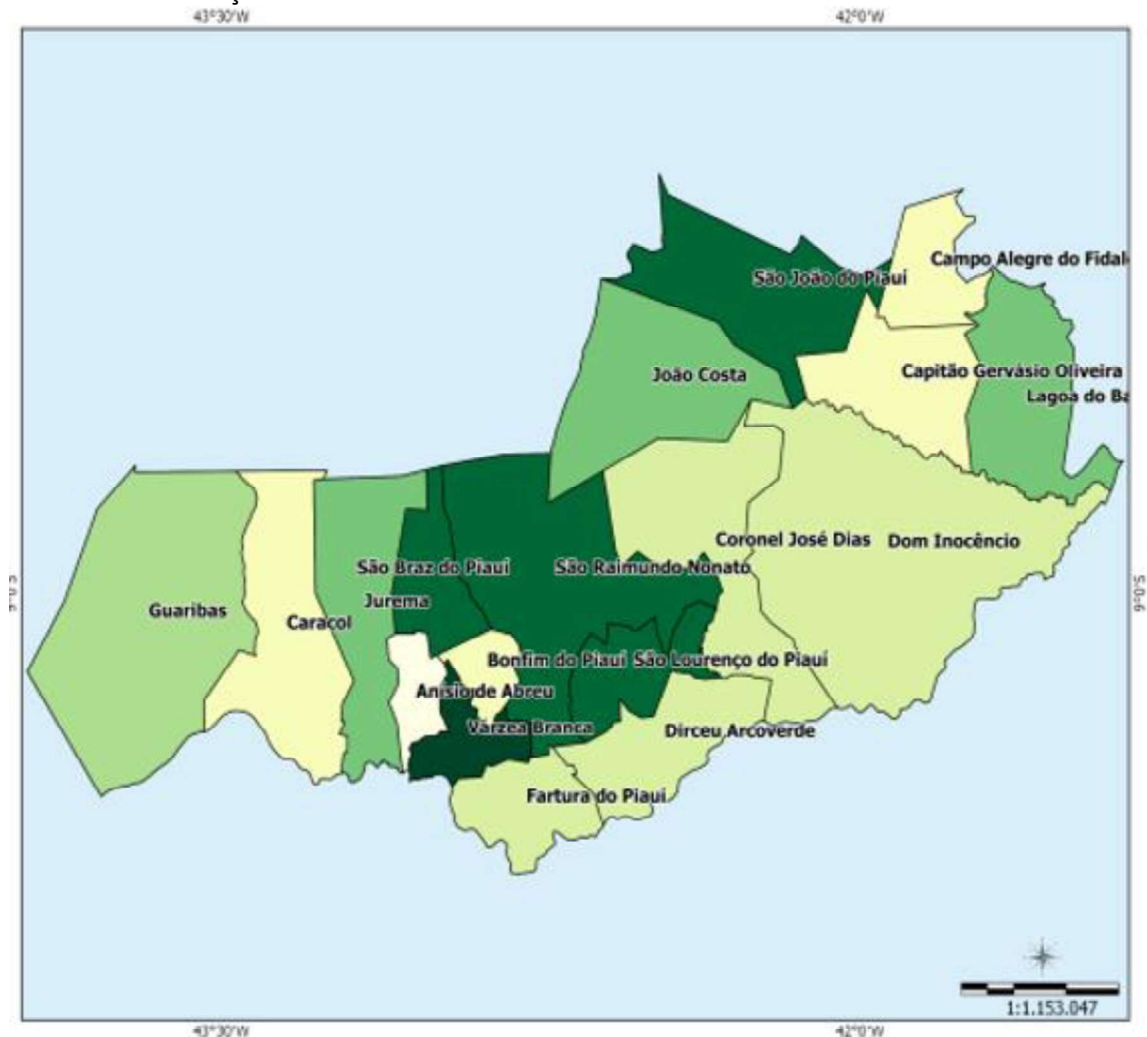 43°30'W 42°0'W
Campo Alegre do Fidal
São João do Piauí
João Costa
Capitão Gervásio Oliveira
Lagoa do Ba
Coronel José Dias
Dom Inocêncio
São Braz do Piauí
São Raimundo Nonato
Jurema
Guaribas
Caracol
Bonfim do Piauí
São Lourenço do Piauí
Anísio de Abreu
Várzea Branca
Dirceu Arcoverde
Fartura do Piauí
1:1.153.047
43°30'W 42°0'W